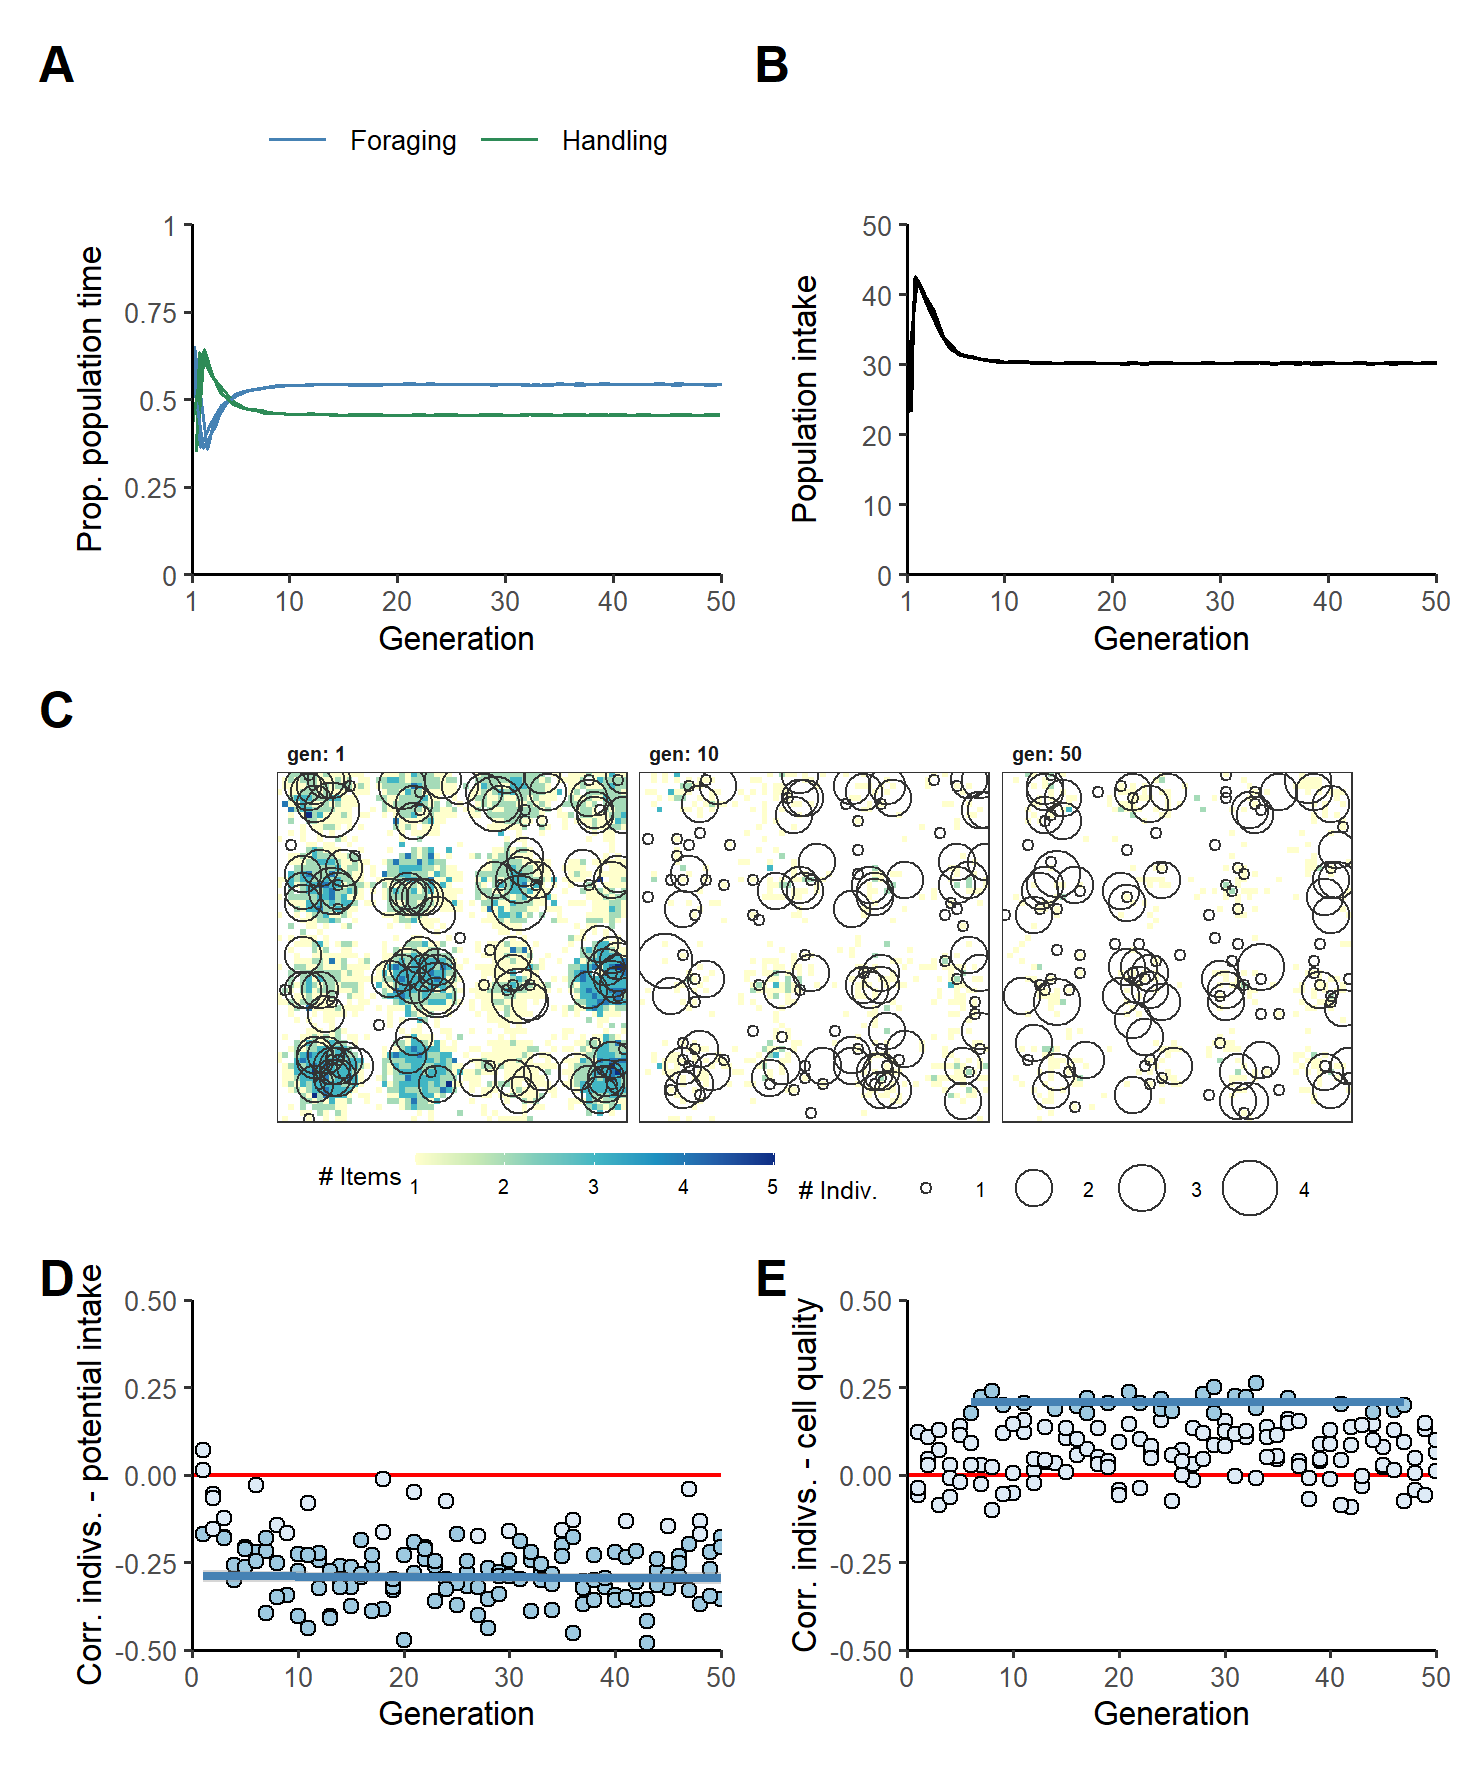 A
B
Foraging Handling
Prop. population time
1
0.75
0.5
0.25
0
1 10 20 30 40 50
Generation
Population intake
50
40
30
20
10
0
1 10 20 30 40 50
Generation
C
gen: 1 gen: 10 gen: 50
# Items 1 2 3 4 5 # Indiv. 1 2 3 4
D
Corr. indivs. - potential intake
0.50
0.25
0.00
-0.25
-0.50
0 10 20 30 40 50
Generation
E
Corr. indivs. - cell quality
0.50
0.25
0.00
-0.25
-0.50
0 10 20 30 40 50
Generation